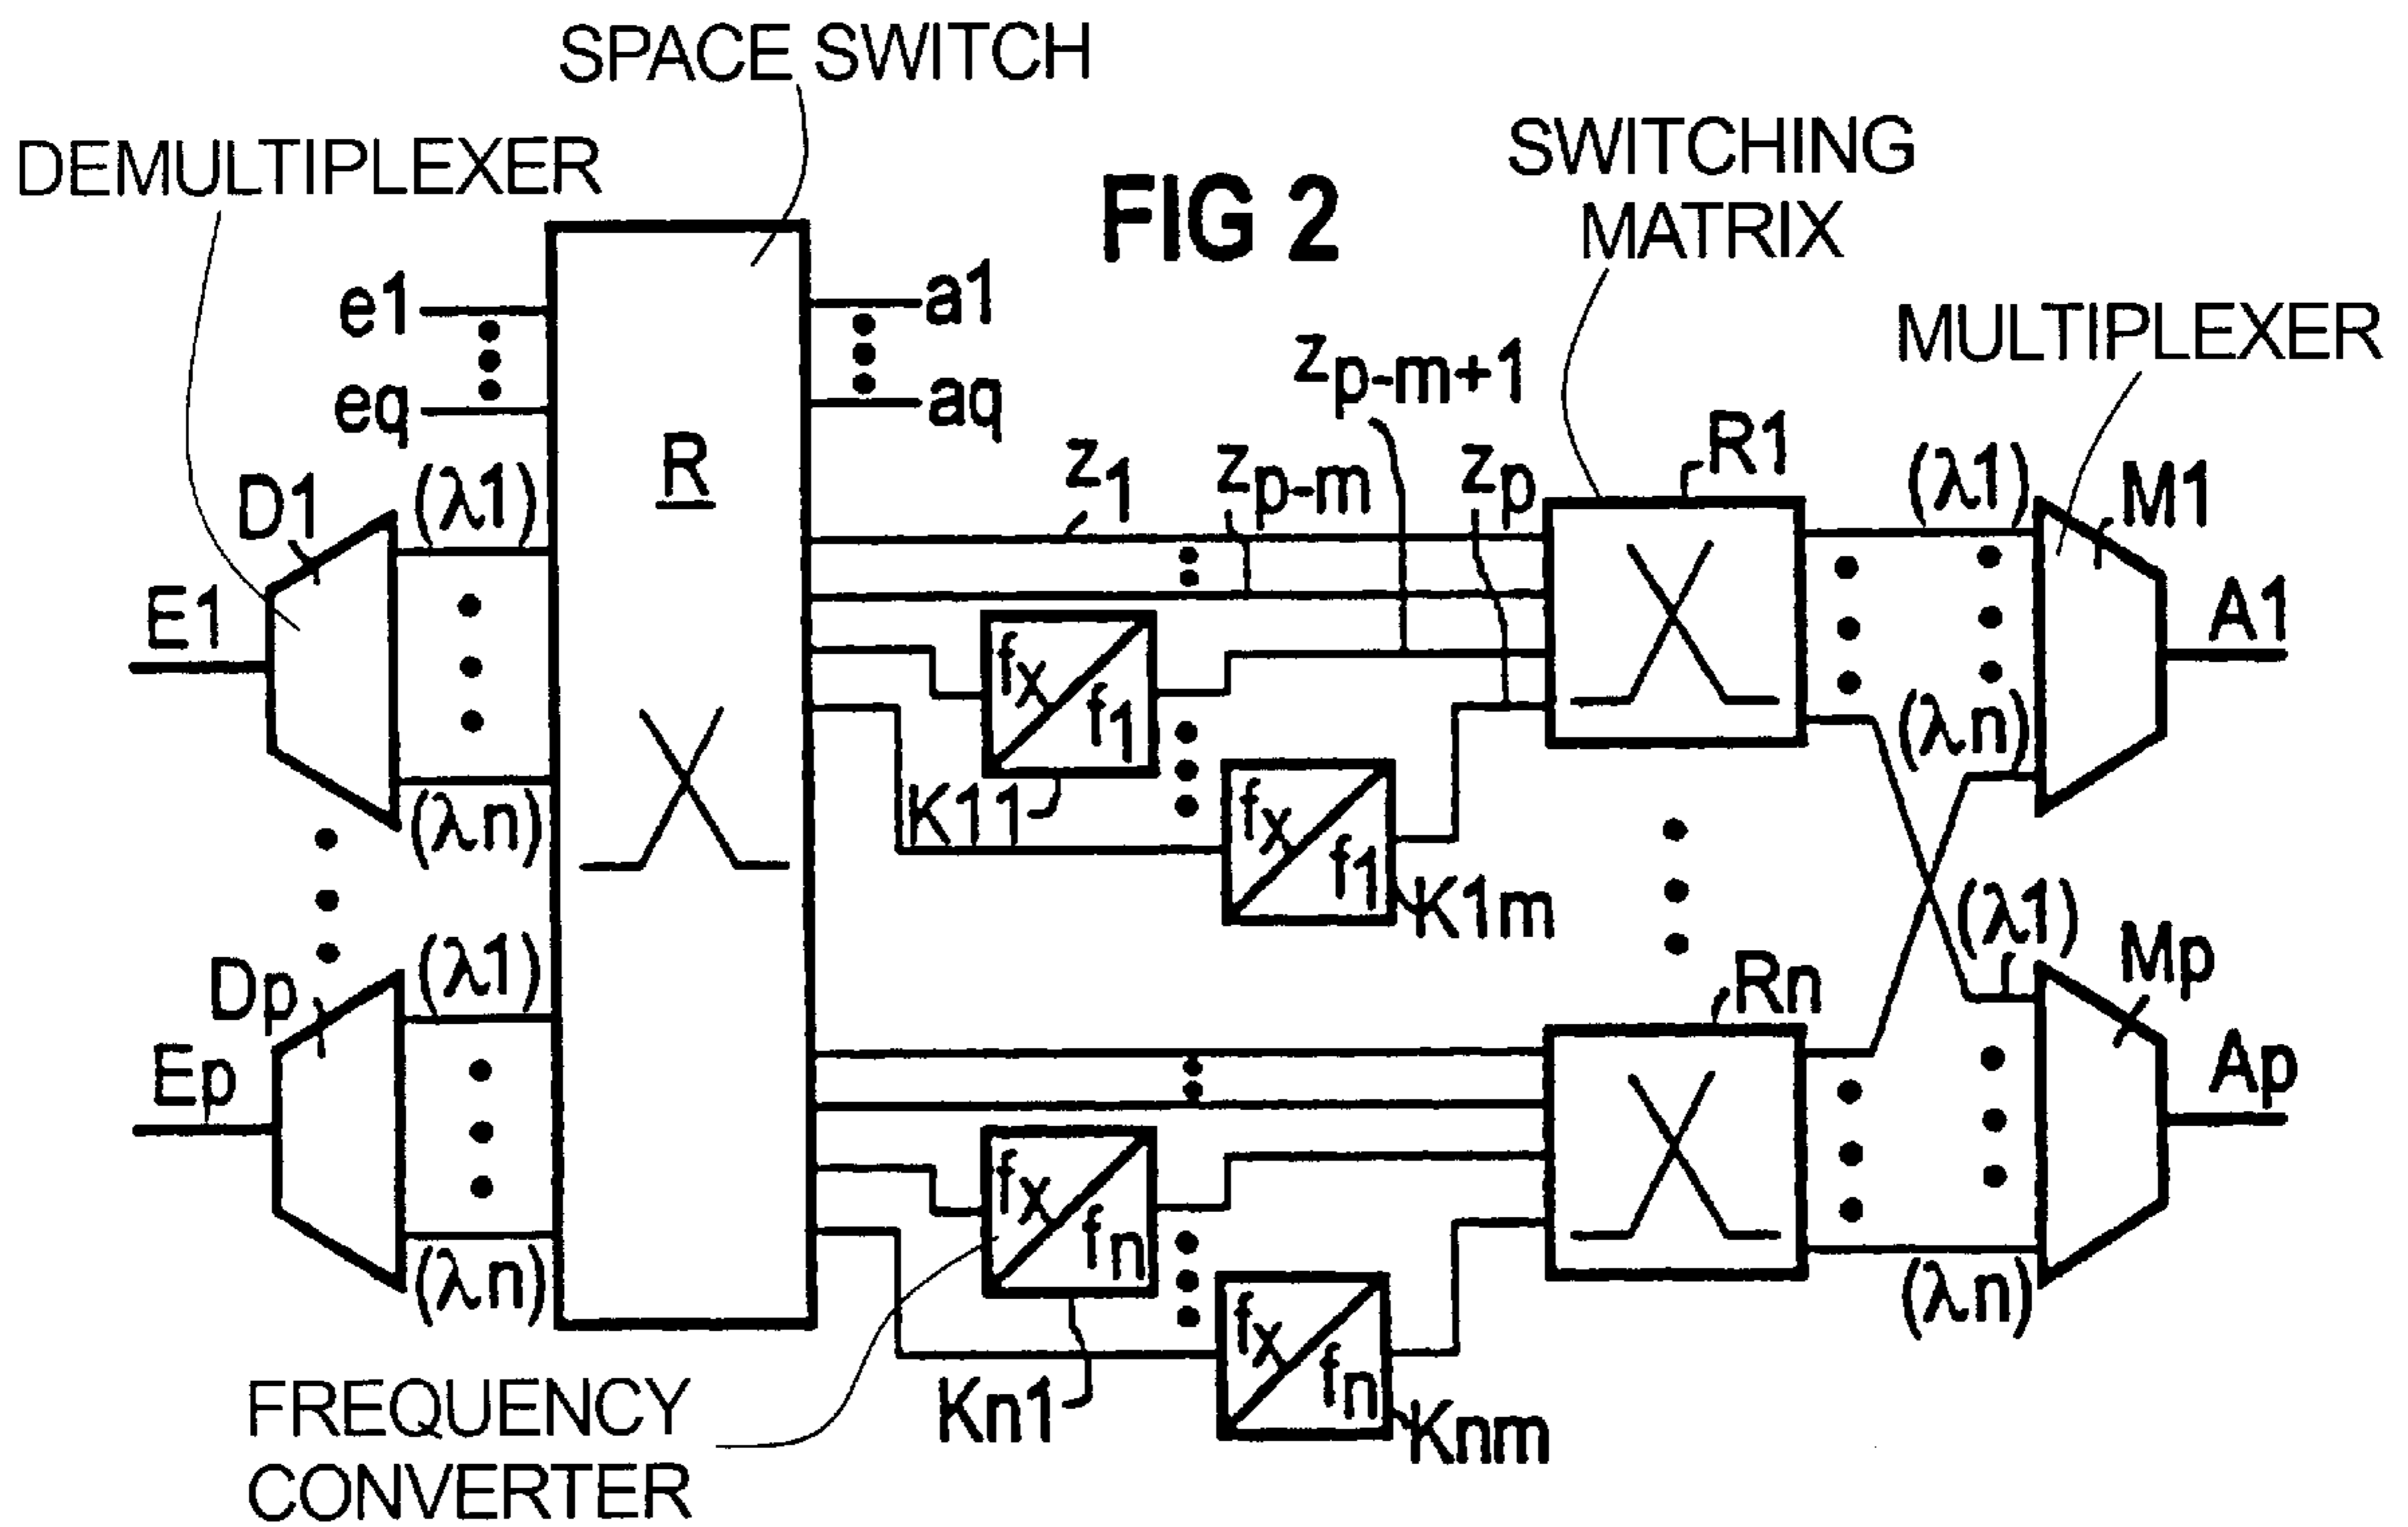 SPACE SWITCH
DEMULTIPLEXER
SWITCHING
MATRIX
FIG 2
MULTIPLEXER
e1
a1
eq
aq
R
z1
zp-m
zp-m+1
zp
R1
D1
(λ1)
(λ1)
M1
E1
A1
fx
f1
K11
(λn)
(λn)
fx
f1
K1m
Dp
(λ1)
(λ1)
Mp
Rn
Ep
Ap
fx
fn
Kn1
(λn)
(λn)
fx
fn
Knm
FREQUENCY
CONVERTER